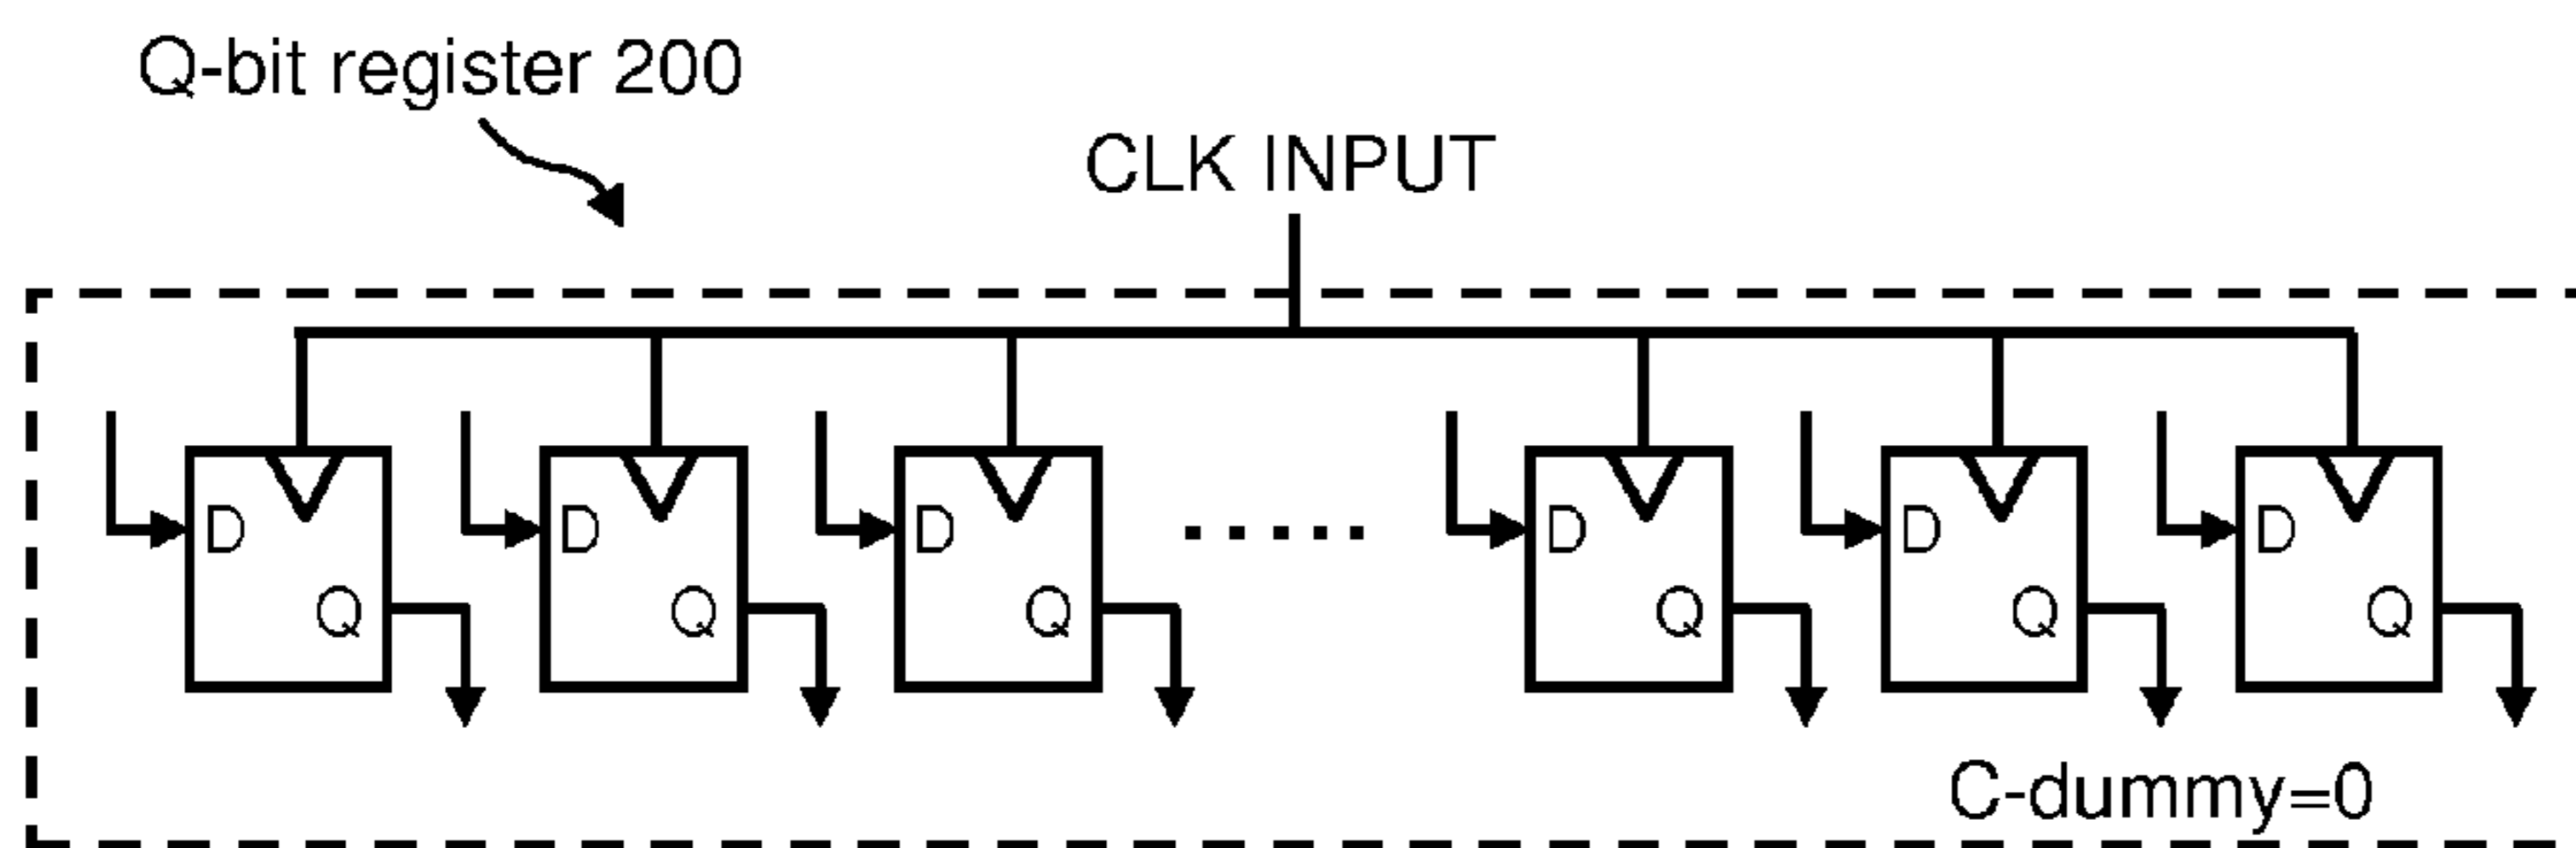 Q-bit register 200
CLK INPUT
D D D ..... D D D
Q Q Q Q Q Q
C-dummy=0